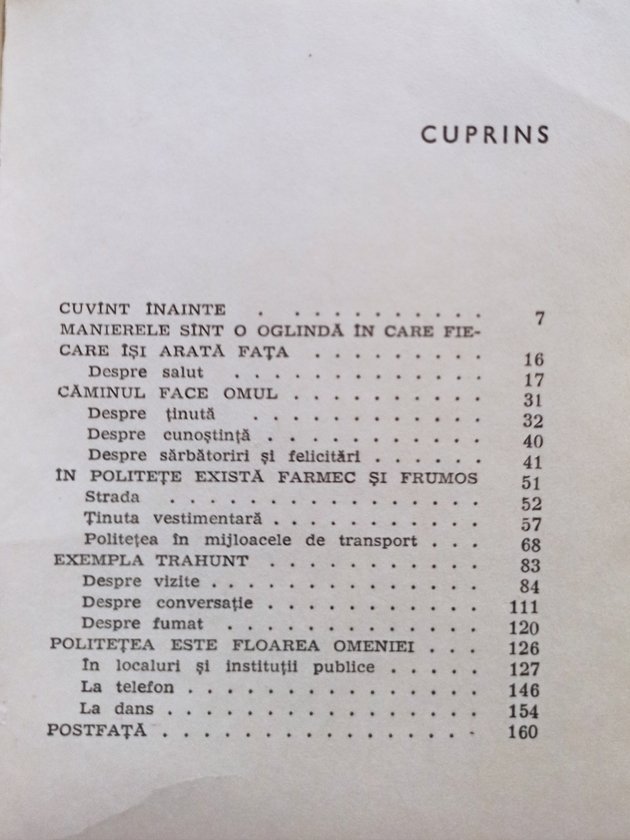 CUPRINS
CUVÎNT ÎNAINTE . . . . . . . . . . . 7
MANIERELE SÎNT O OGLINDĂ ÎN CARE FIE-
CARE ÎȘI ARATĂ FAȚA . . . . . . . . . 16
Despre salut . . . . . . . . . . . . 17
CĂMINUL FACE OMUL . . . . . . . . . . 31
Despre ținută . . . . . . . . . . . 32
Despre cunoștință . . . . . . . . . . . 40
Despre sărbătoriri și felicitări . . . . . . 41
ÎN POLITEȚE EXISTĂ FARMEC ȘI FRUMOS 51
Strada . . . . . . . . . . . . . . . 52
Ținuta vestimentară . . . . . . . . . . . 57
Politețea în mijloacele de transport . . . 68
EXEMPLA TRAHUNT . . . . . . . . . . . 83
Despre vizite . . . . . . . . . . . . . . 84
Despre conversație . . . . . . . . . . . 111
Despre fumat . . . . . . . . . . . . . 120
POLITEȚEA ESTE FLOAREA OMENIEI . . . 126
În localuri și instituții publice . . . . . 127
La telefon . . . . . . . . . . . . . . . 146
La dans . . . . . . . . . . . . . . . . 154
POSTFAȚĂ . . . . . . . . . . . . . . . . 160